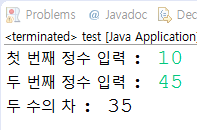 Problems @ Javadoc Dec
<terminated> test [Java Application]
첫 번째 정수 입력 : 10
두 번째 정수 입력 : 45
두 수의 차 : 35